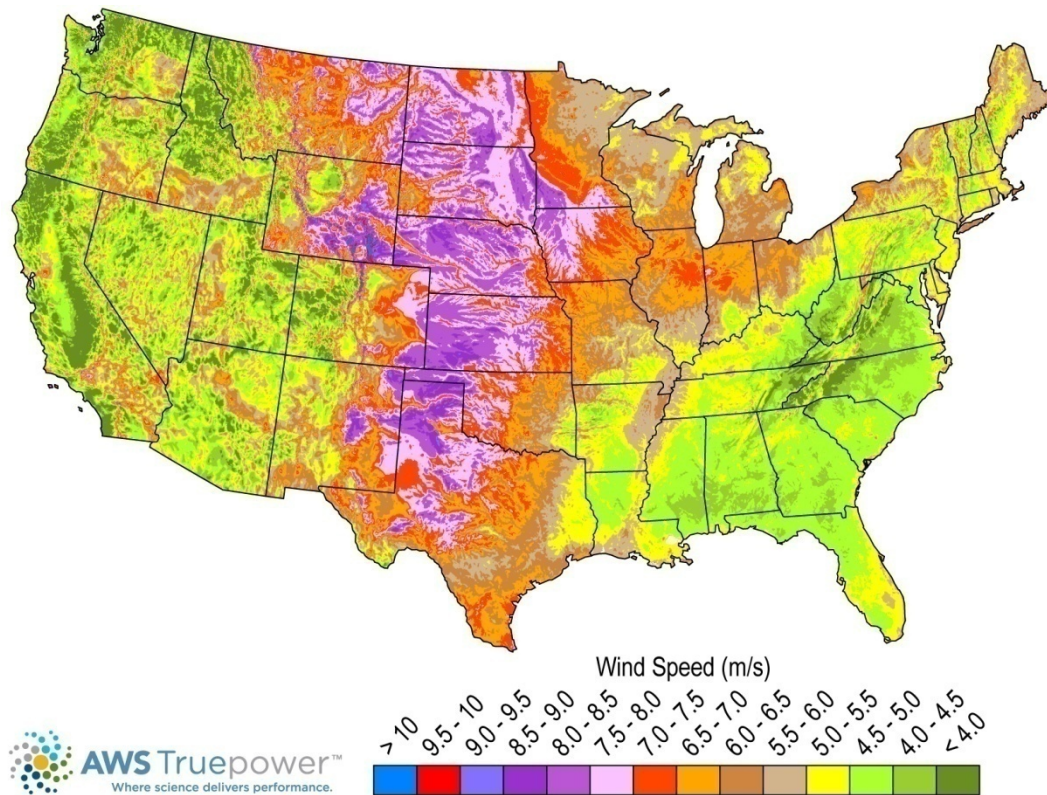 Wind Speed (m/s)
> 10
9.5 - 10
9.0 - 9.5
8.5 - 9.0
8.0 - 8.5
7.5 - 8.0
7.0 - 7.5
6.5 - 7.0
6.0 - 6.5
5.5 - 6.0
5.0 - 5.5
4.5 - 5.0
4.0 - 4.5
< 4.0
AWS Truepower™
Where science delivers performance.